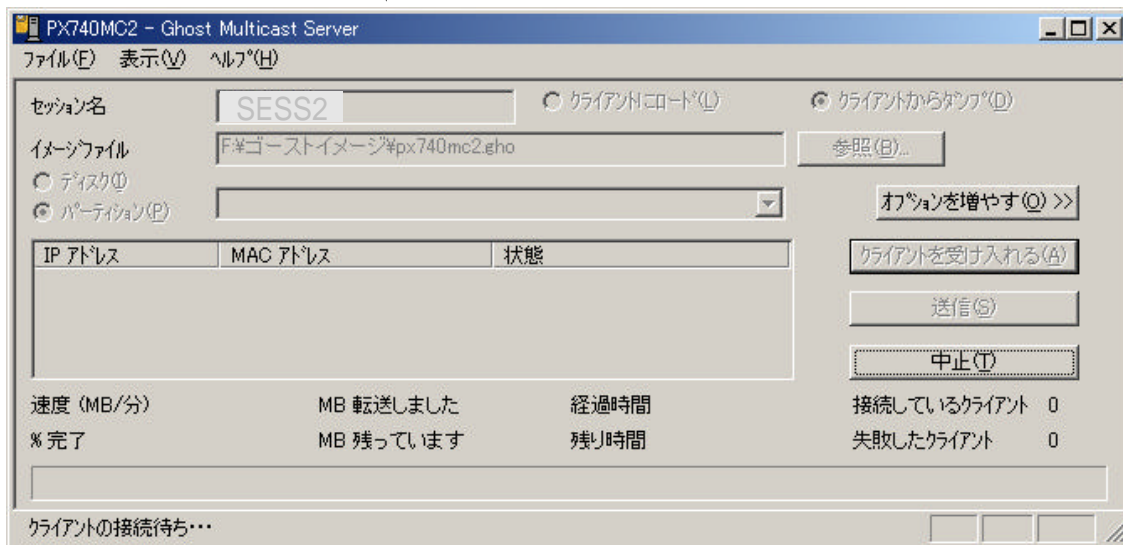 PX740MC2 - Ghost Multicast Server
ファイル(F) 表示(V) ヘルプ(H)
セッション名 SESS2 クライアントにロード(L) クライアントからダンプ(D)
イメージファイル F:¥ゴーストイメージ¥px740mc2.gho 参照(B)...
ディスク(I)
パーティション(P) オプションを増やす(O) >>
IP アドレス MAC アドレス 状態 クライアントを受け入れる(A)
送信(S)
中止(T)
速度 (MB/分) MB 転送しました 経過時間 接続しているクライアント 0
% 完了 MB 残っています 残り時間 失敗したクライアント 0
クライアントの接続待ち・・・